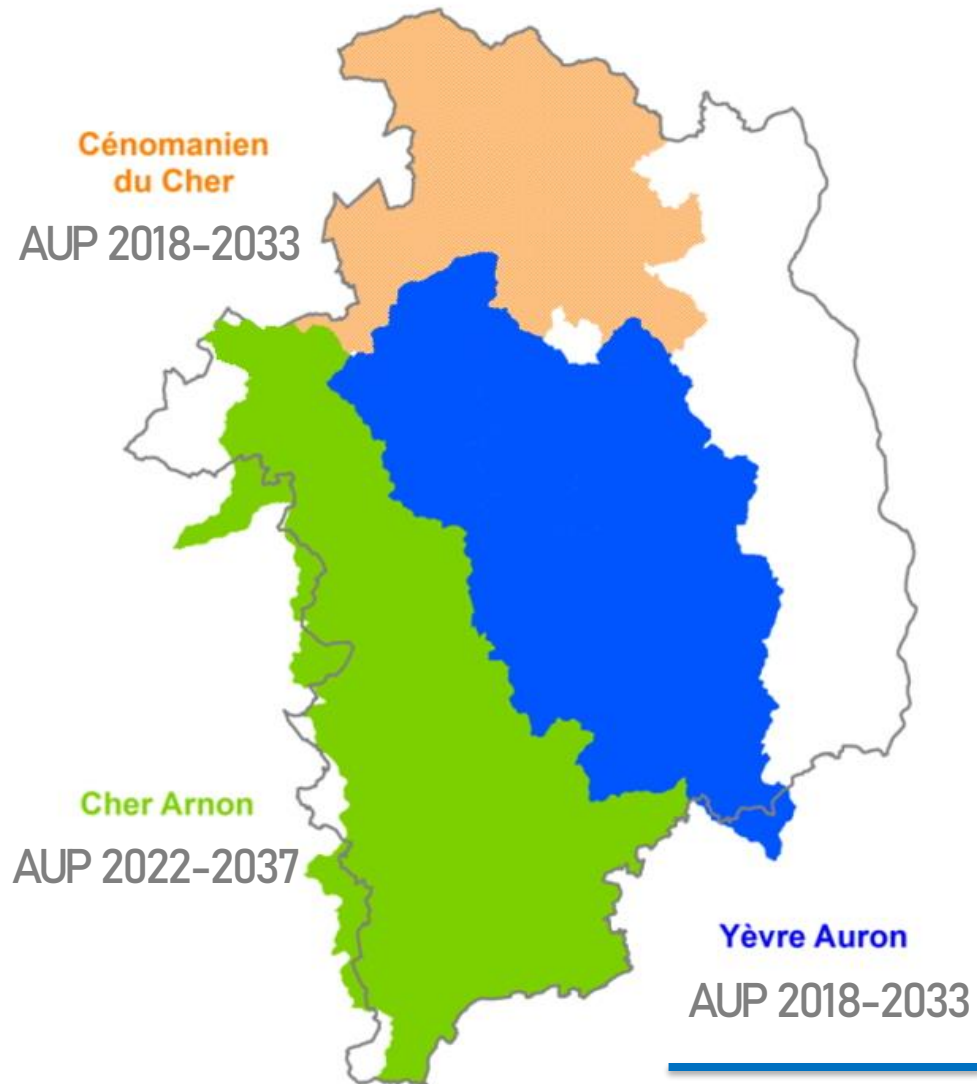 Cénomanien
du Cher
AUP 2018-2033
Cher Arnon
AUP 2022-2037
Yèvre Auron
AUP 2018-2033